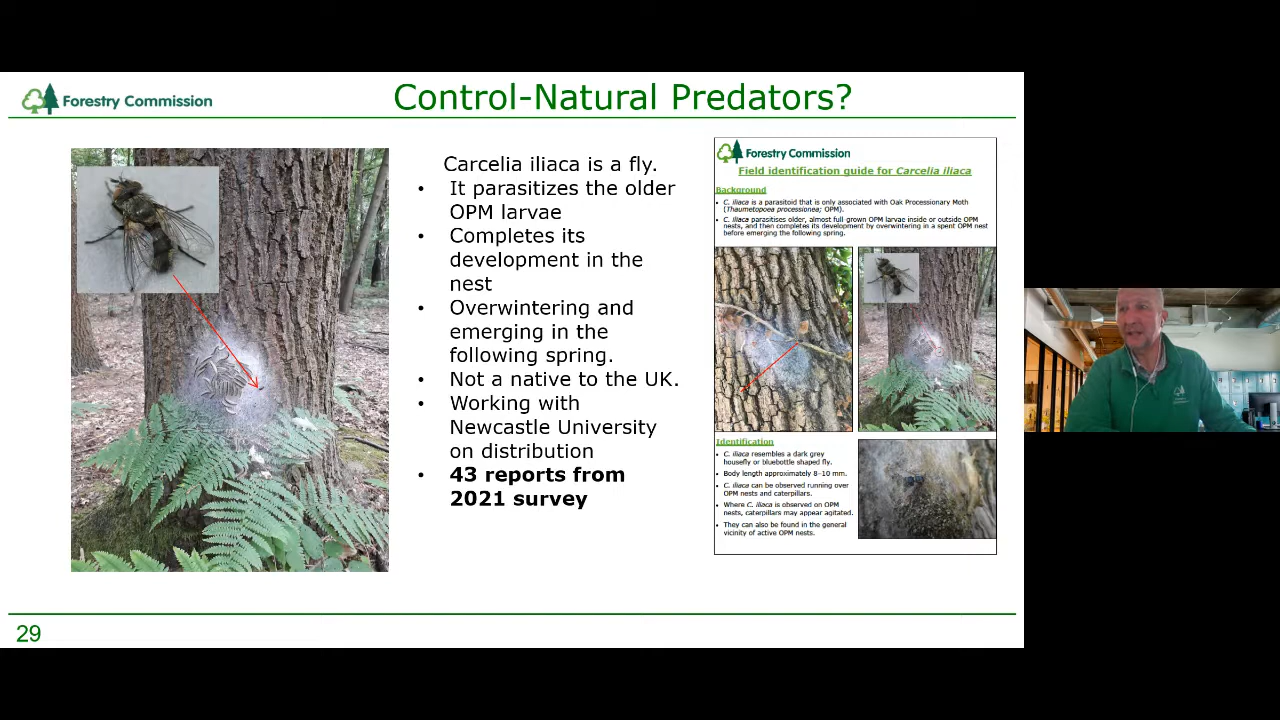 Forestry Commission
Control-Natural Predators?
Carcelia iliaca is a fly.
• It parasitizes the older
OPM larvae
• Completes its
development in the
nest
• Overwintering and
emerging in the
following spring.
• Not a native to the UK.
• Working with
Newcastle University
on distribution
• 43 reports from
2021 survey
Forestry Commission
Field identification guide for Carcelia iliaca
Background
• C. iliaca is a parasitoid that is only associated with Oak Processionary Moth
(Thaumetopoea processionea; OPM).
• C. iliaca parasitises older, almost full-grown OPM larvae inside or outside OPM
nests, and then completes its development by overwintering in a spent OPM nest
before emerging the following spring.
Identification
• C. iliaca resembles a dark grey
housefly or bluebottle shaped fly.
• Body length approximately 8-10 mm.
• C. iliaca can be observed running over
OPM nests and caterpillars.
• Where C. iliaca is observed on OPM
nests, caterpillars may appear agitated.
• They can also be found in the general
vicinity of active OPM nests.
29